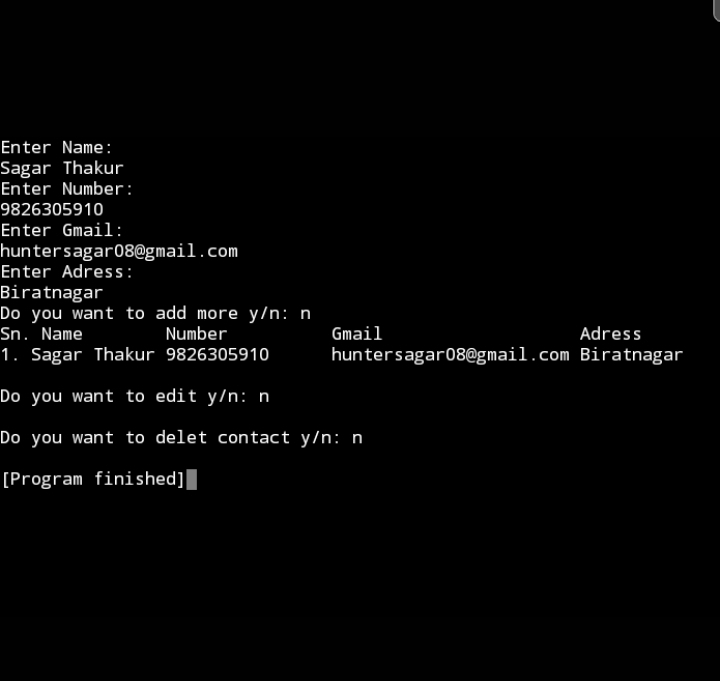 Enter Name:
Sagar Thakur
Enter Number:
9826305910
Enter Gmail:
huntersagar08@gmail.com
Enter Adress:
Biratnagar
Do you want to add more y/n: n
Sn. Name Number Gmail Adress
1. Sagar Thakur 9826305910 huntersagar08@gmail.com Biratnagar
Do you want to edit y/n: n
Do you want to delet contact y/n: n
[Program finished]